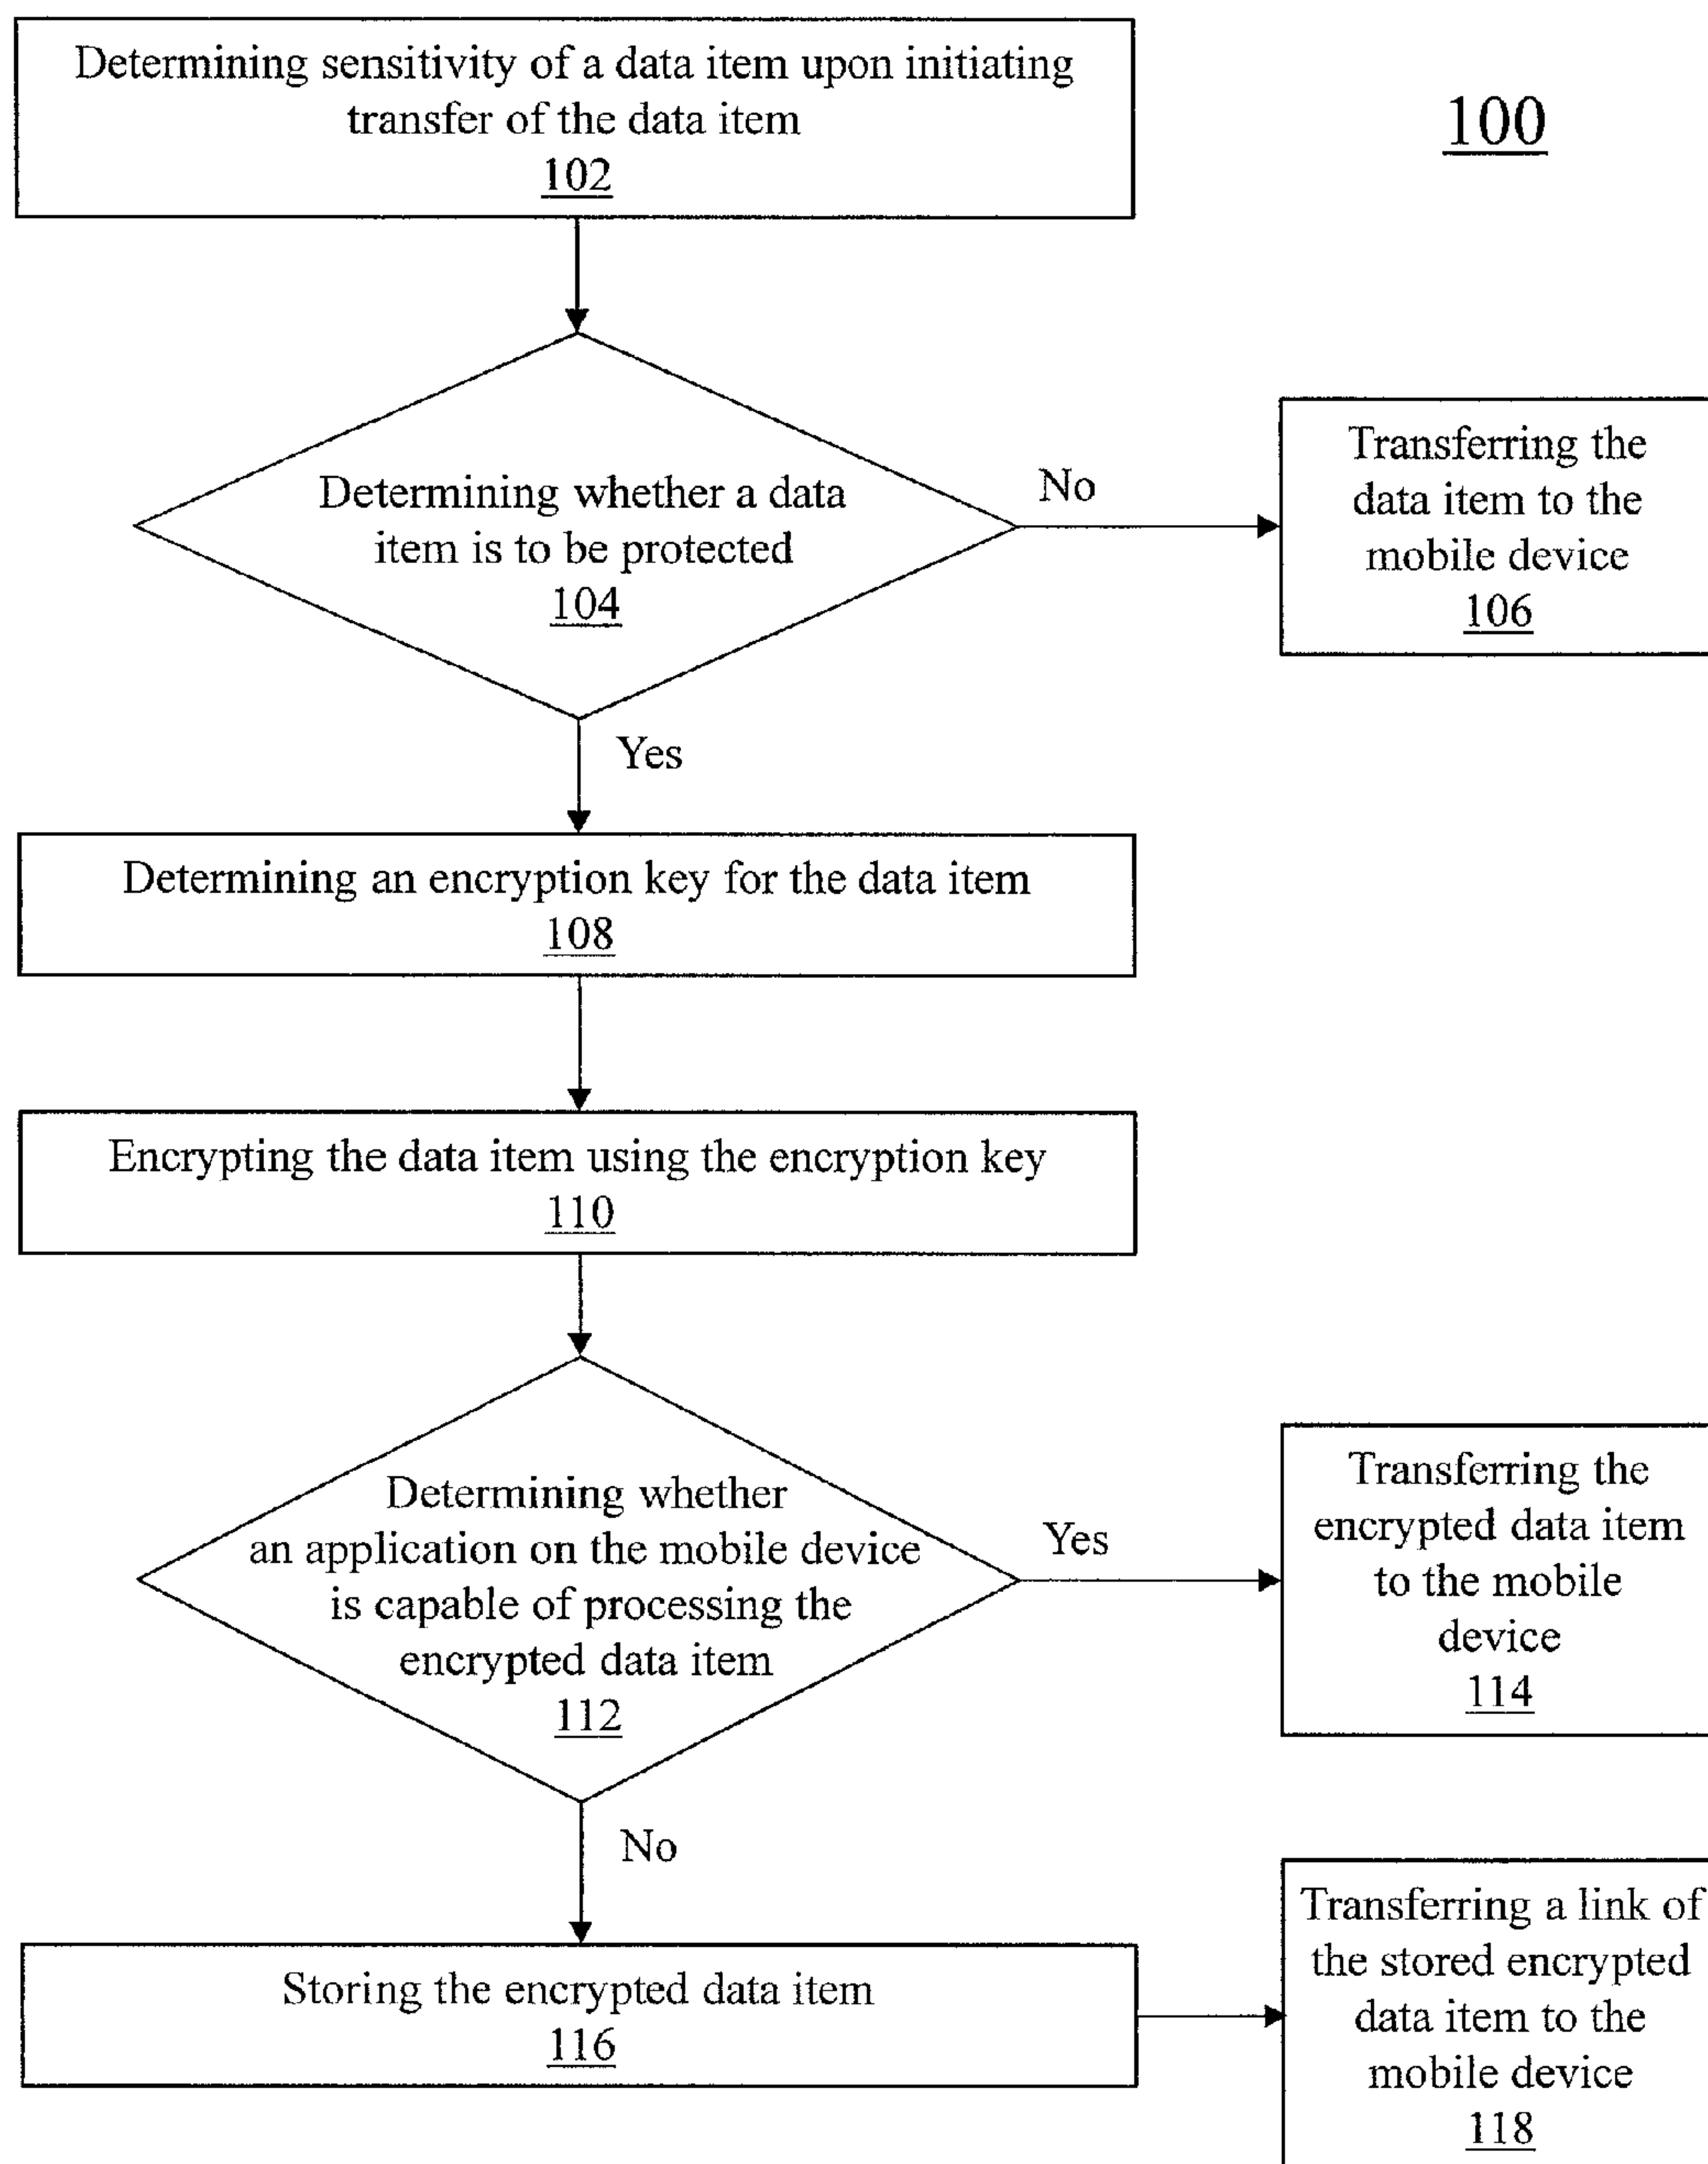 Determining sensitivity of a data item upon initiating
transfer of the data item
102
100
Determining whether a data
item is to be protected
104
No
Transferring the
data item to the
mobile device
106
Yes
Determining an encryption key for the data item
108
Encrypting the data item using the encryption key
110
Determining whether
an application on the mobile device
is capable of processing the
encrypted data item
112
Yes
Transferring the
encrypted data item
to the mobile
device
114
No
Storing the encrypted data item
116
Transferring a link of
the stored encrypted
data item to the
mobile device
118